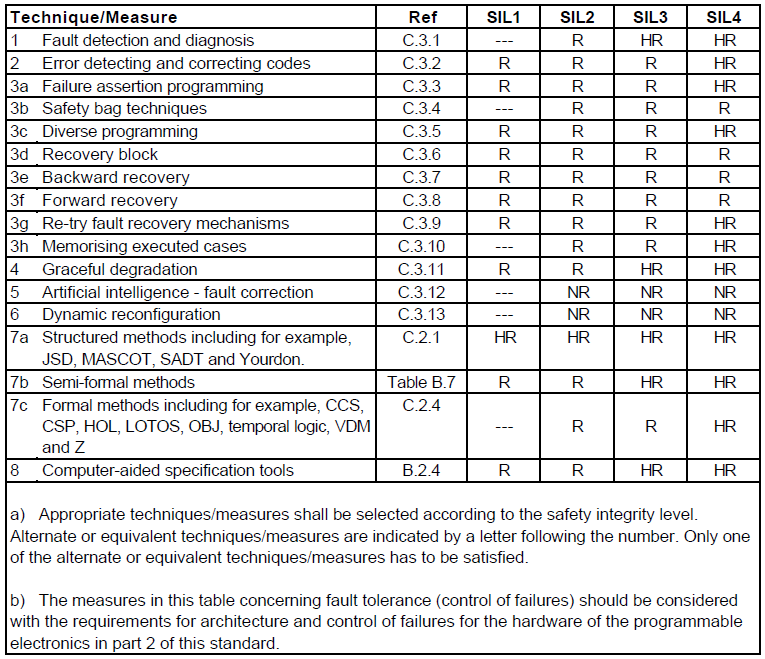 Technique/Measure Ref SIL1 SIL2 SIL3 SIL4
1 Fault detection and diagnosis C.3.1 --- R HR HR
2 Error detecting and correcting codes C.3.2 R R R HR
3a Failure assertion programming C.3.3 R R R HR
3b Safety bag techniques C.3.4 --- R R R
3c Diverse programming C.3.5 R R R HR
3d Recovery block C.3.6 R R R R
3e Backward recovery C.3.7 R R R R
3f Forward recovery C.3.8 R R R R
3g Re-try fault recovery mechanisms C.3.9 R R R HR
3h Memorising executed cases C.3.10 --- R R HR
4 Graceful degradation C.3.11 R R HR HR
5 Artificial intelligence - fault correction C.3.12 --- NR NR NR
6 Dynamic reconfiguration C.3.13 --- NR NR NR
7a Structured methods including for example, C.2.1 HR HR HR HR
JSD, MASCOT, SADT and Yourdon.
7b Semi-formal methods Table B.7 R R HR HR
7c Formal methods including for example, CCS, C.2.4
CSP, HOL, LOTOS, OBJ, temporal logic, VDM --- R R HR
and Z
8 Computer-aided specification tools B.2.4 R R HR HR
a) Appropriate techniques/measures shall be selected according to the safety integrity level.
Alternate or equivalent techniques/measures are indicated by a letter following the number. Only one
of the alternate or equivalent techniques/measures has to be satisfied.
b) The measures in this table concerning fault tolerance (control of failures) should be considered
with the requirements for architecture and control of failures for the hardware of the programmable
electronics in part 2 of this standard.